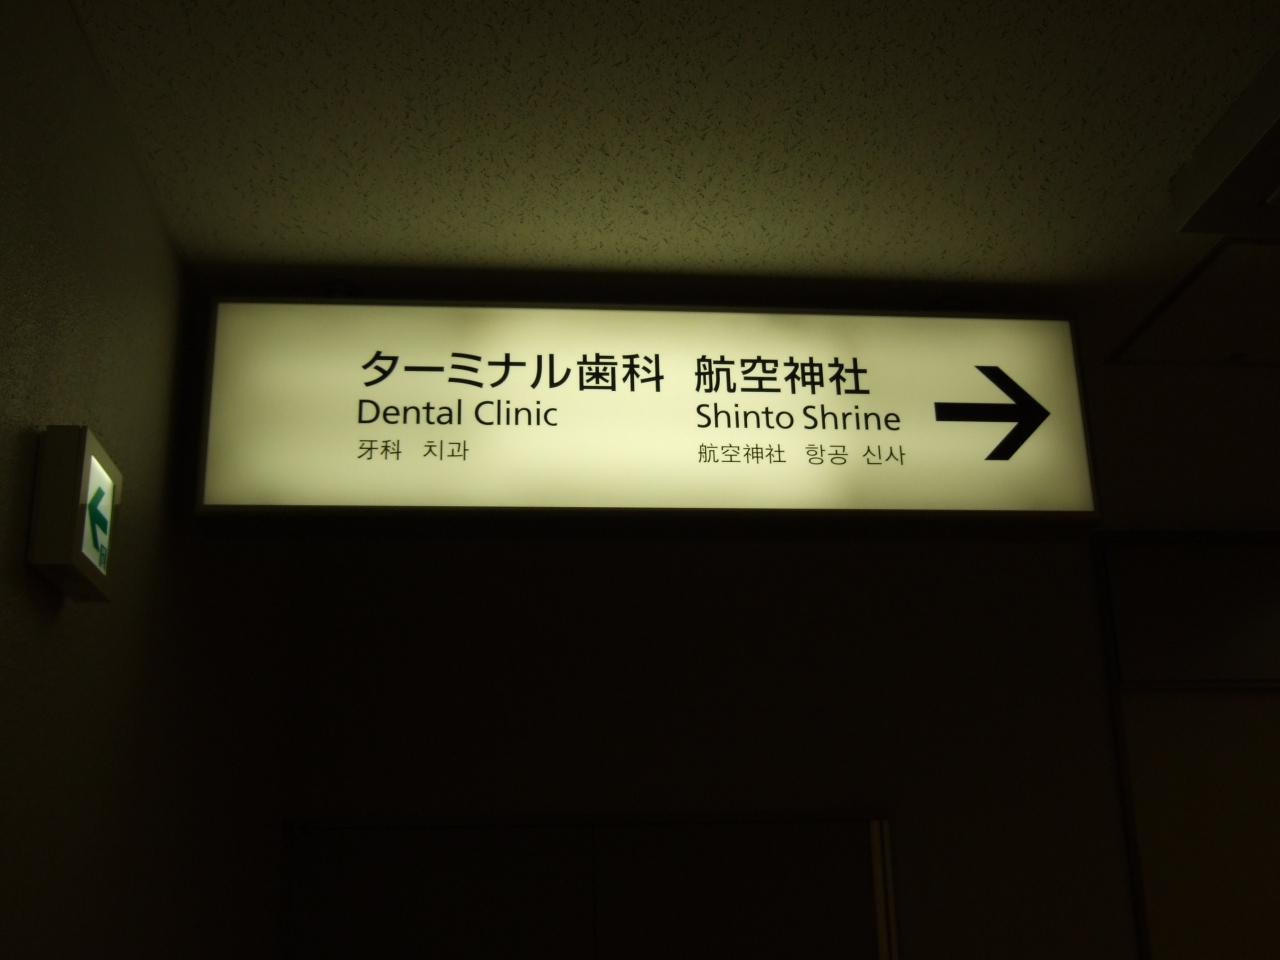 ターミナル歯科
Dental Clinic
牙科 치과
航空神社
Shinto Shrine
航空神社 항공 신사